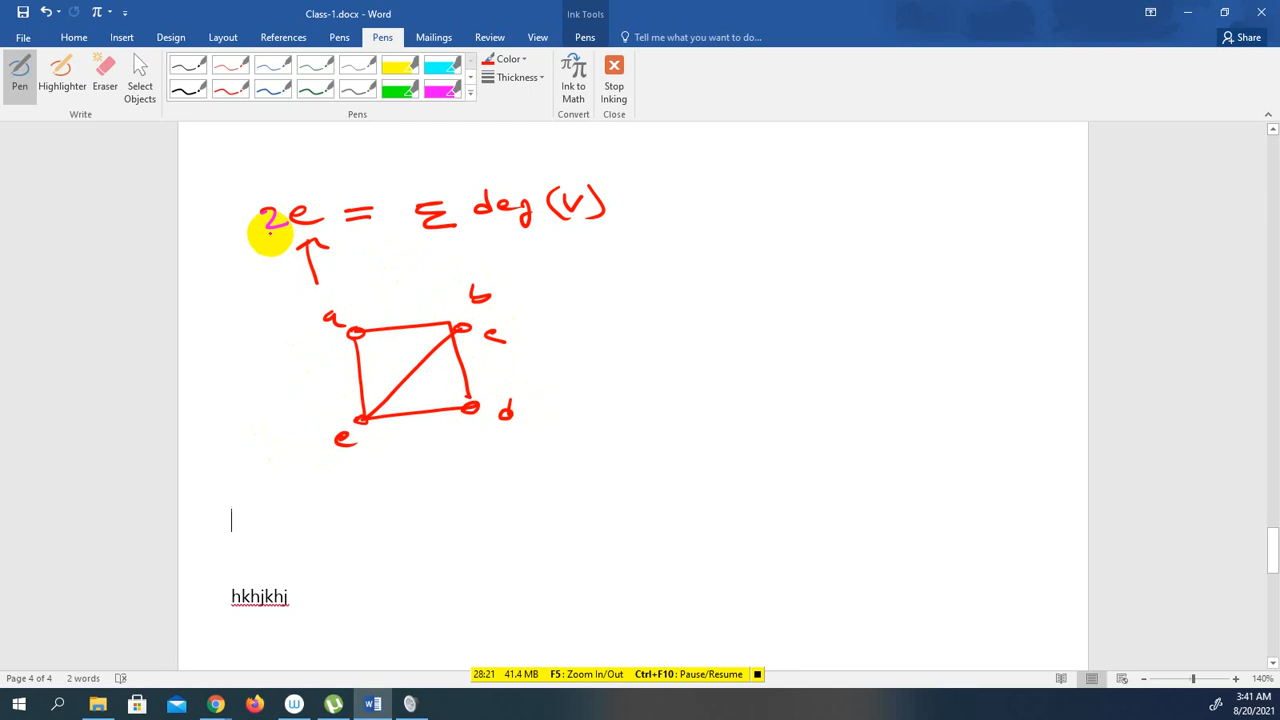 Class-1.docx - Word
Ink Tools
File Home Insert Design Layout References Pens Pens Mailings Review View Pens Tell me what you want to do... Share
Pen Highlighter Eraser Select Objects
Color
Thickness
Ink to Math
Stop Inking
Write Pens Convert Close
2e = Σ deg(v)
b
a
c
d
e
hkhjkhj
28:21 41.4 MB F5: Zoom In/Out Ctrl+F10: Pause/Resume
Page 4 of 4 2 words 140%
3:41 AM
8/20/2021